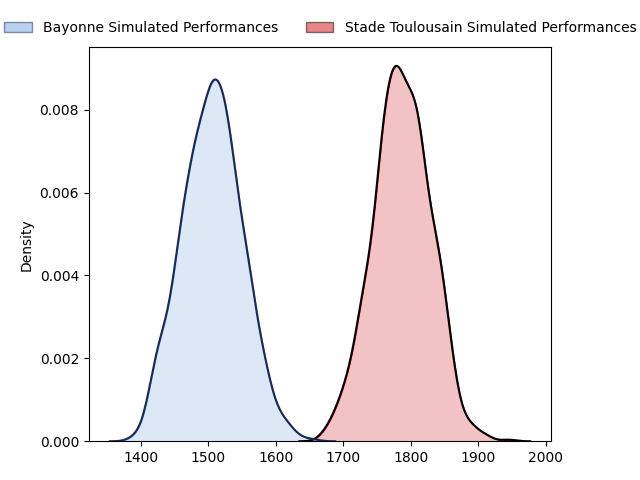 Bayonne Simulated Performances
Stade Toulousain Simulated Performances
Density
0.008
0.006
0.004
0.002
0.000
1400 1500 1600 1700 1800 1900 2000